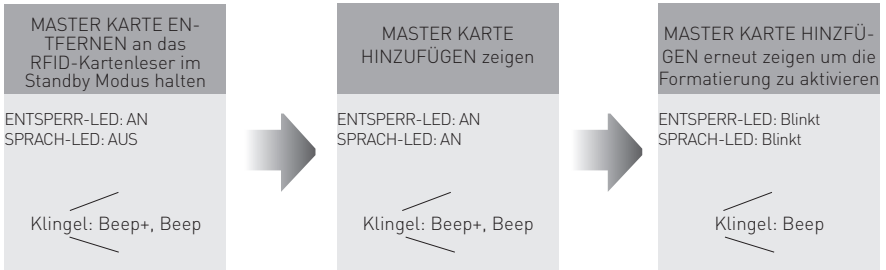 MASTER KARTE EN-
TFERNEN an das
RFID-Kartenleser im
Standby Modus halten
ENTSPERR-LED: AN
SPRACH-LED: AUS
Klingel: Beep+, Beep
MASTER KARTE
HINZUFÜGEN zeigen
ENTSPERR-LED: AN
SPRACH-LED: AN
Klingel: Beep+, Beep
MASTER KARTE HINZFÜ-
GEN erneut zeigen um die
Formatierung zu aktivieren
ENTSPERR-LED: Blinkt
SPRACH-LED: Blinkt
Klingel: Beep